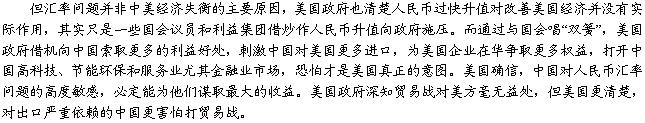 但汇率问题并非中美经济失衡的主要原因，美国政府也清楚人民币过快升值对改善美国经济并没有实
际作用，其实只是一些国会议员和利益集团借炒作人民币升值向政府施压。而通过与国会唱“双簧”，美国
政府借机向中国索取更多的利益好处，刺激中国对美国更多进口，为美国企业在华争取更多权益，打开中
国高科技、节能环保和服务业尤其金融业市场，恐怕才是美国真正的意图。美国确信，中国对人民币汇率
问题的高度敏感，必定能为他们谋取最大的收益。美国政府深知贸易战对美方毫无益处，但美国更清楚，
对出口严重依赖的中国更害怕打贸易战。